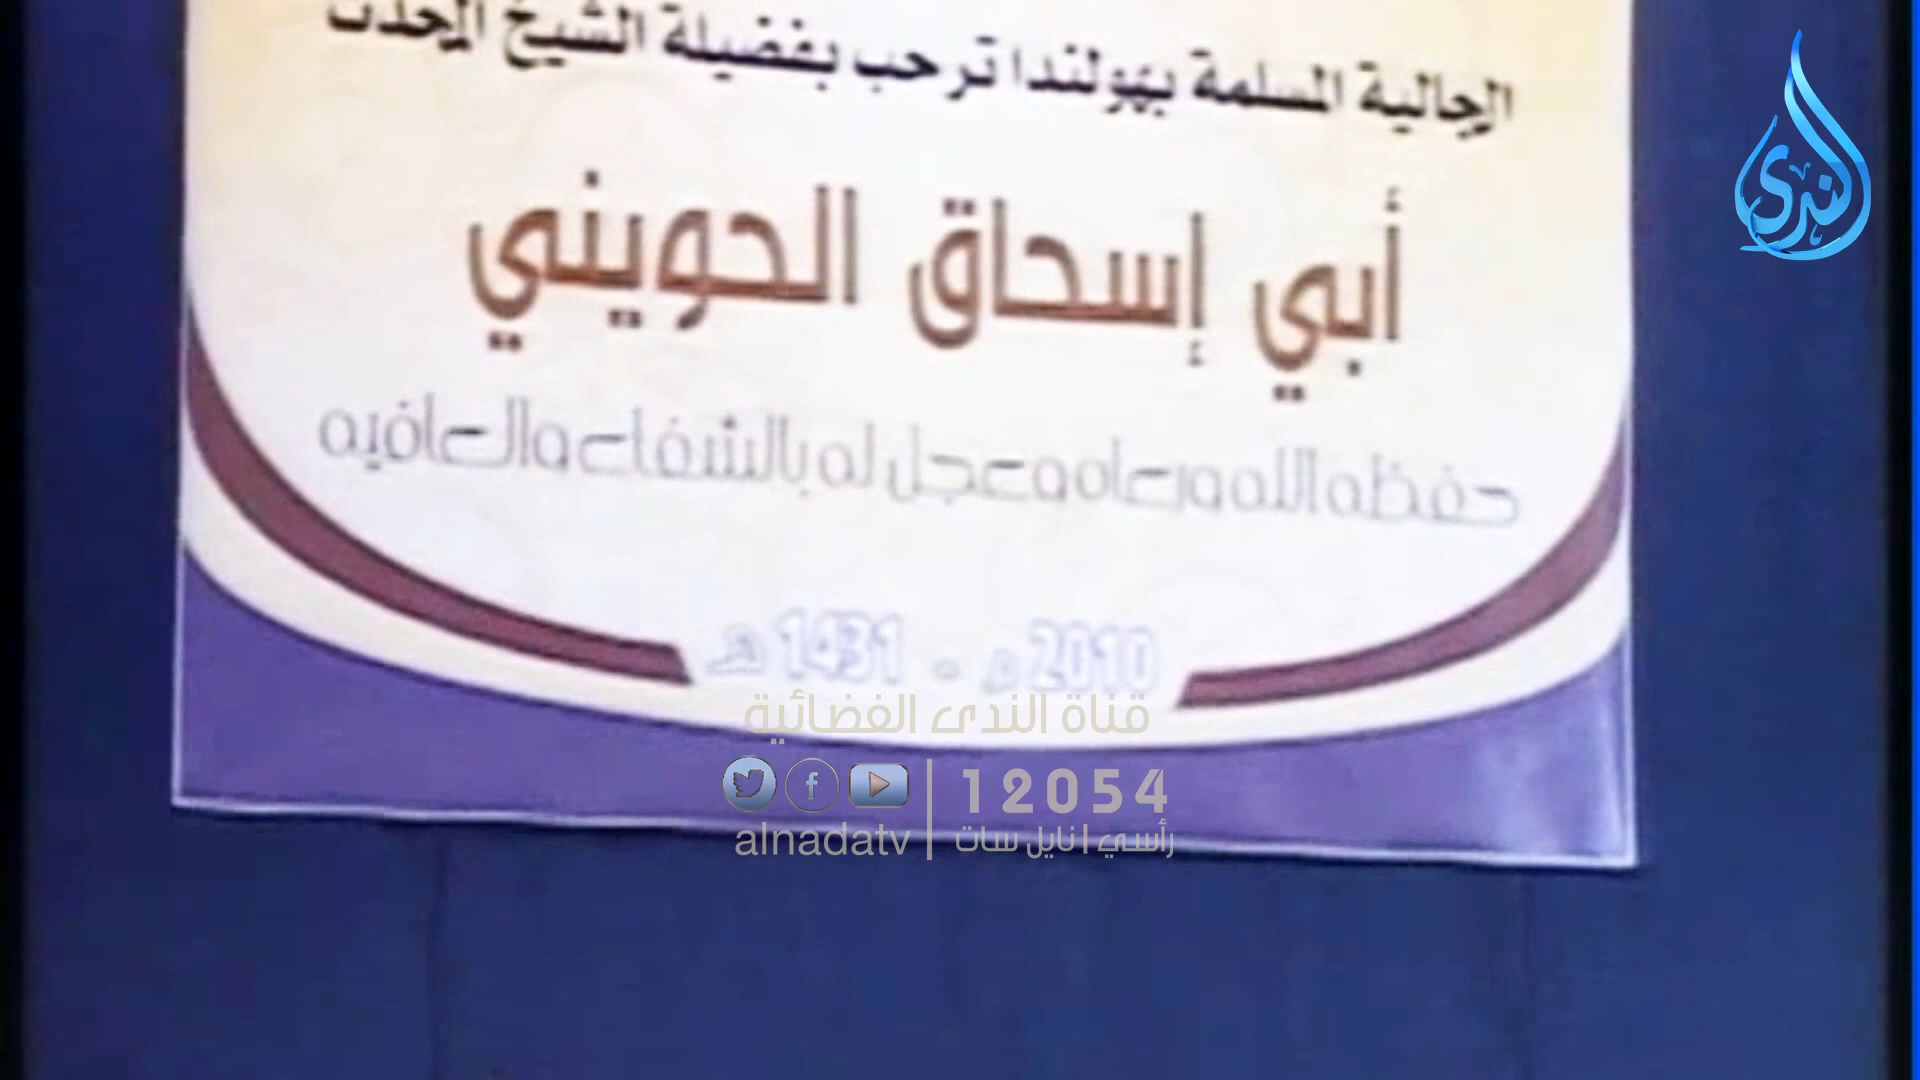 الجالية المسلمة بهولندا ترحب بفضيلة الشيخ المحدث
أبي إسحاق الحويني
حفظه الله ورعاه وعجل له بالشفاء والعافيه
2010 م - 1431 هـ
قناة الندى الفضائية
12054
رأسي | نايل سات
alnadatv
الندى